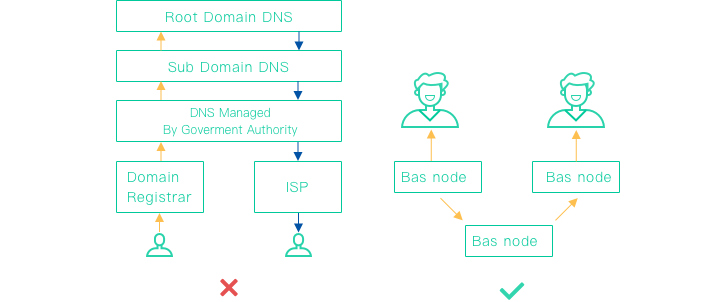 Root Domain DNS
Sub Domain DNS
DNS Managed
By Goverment Authority
Domain
Registrar
ISP
Bas node
Bas node
Bas node